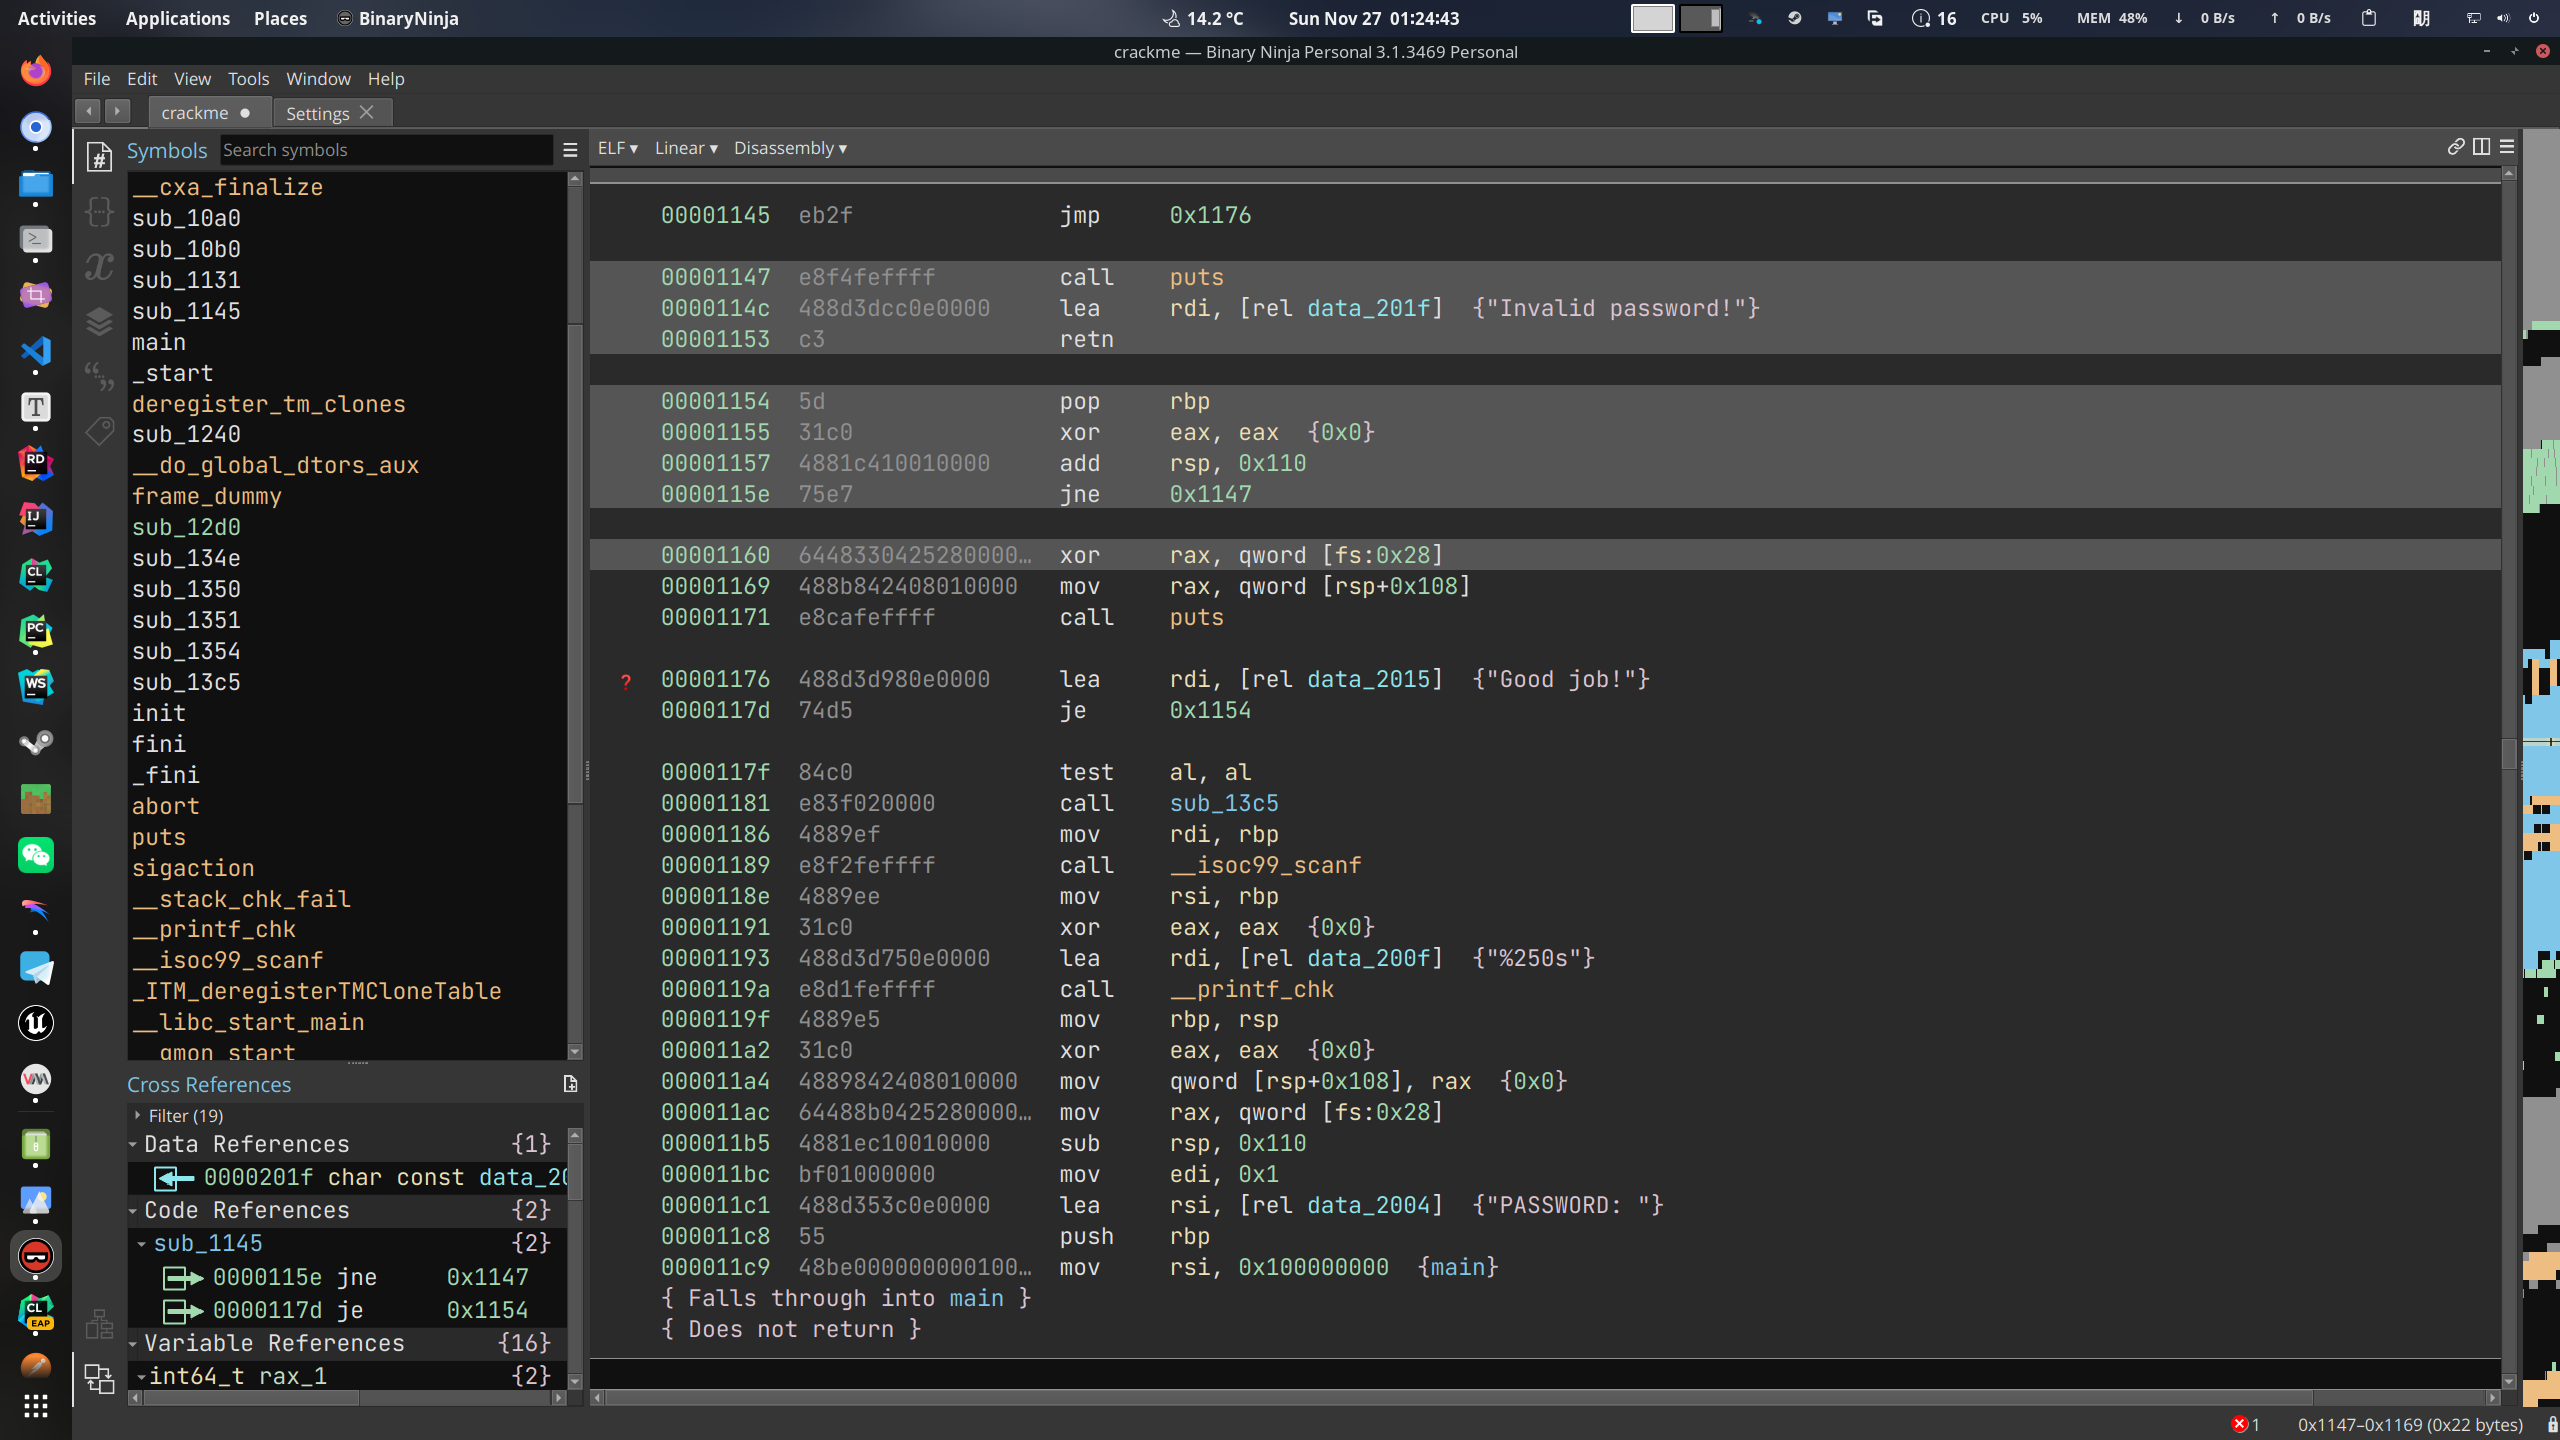 Activities Applications Places BinaryNinja 14.2 °C Sun Nov 27 01:24:43 16 CPU 5% MEM 48% ↓ 0 B/s ↑ 0 B/s
crackme — Binary Ninja Personal 3.1.3469 Personal
File Edit View Tools Window Help
crackme Settings
Symbols Search symbols
__cxa_finalize
sub_10a0
sub_10b0
sub_1131
sub_1145
main
_start
deregister_tm_clones
sub_1240
__do_global_dtors_aux
frame_dummy
sub_12d0
sub_134e
sub_1350
sub_1351
sub_1354
sub_13c5
init
fini
_fini
abort
puts
sigaction
__stack_chk_fail
__printf_chk
__isoc99_scanf
_ITM_deregisterTMCloneTable
__libc_start_main
__gmon_start
Cross References
Filter (19)
Data References {1}
0000201f char const data_20
Code References {2}
sub_1145 {2}
0000115e jne 0x1147
0000117d je 0x1154
Variable References {16}
int64_t rax_1 {2}
ELF ▾ Linear ▾ Disassembly ▾
00001145 eb2f jmp 0x1176
00001147 e8f4feffff call puts
0000114c 488d3dcc0e0000 lea rdi, [rel data_201f] {"Invalid password!"}
00001153 c3 retn
00001154 5d pop rbp
00001155 31c0 xor eax, eax {0x0}
00001157 4881c410010000 add rsp, 0x110
0000115e 75e7 jne 0x1147
00001160 6448330425280000… xor rax, qword [fs:0x28]
00001169 488b842408010000 mov rax, qword [rsp+0x108]
00001171 e8cafeffff call puts
? 00001176 488d3d980e0000 lea rdi, [rel data_2015] {"Good job!"}
0000117d 74d5 je 0x1154
0000117f 84c0 test al, al
00001181 e83f020000 call sub_13c5
00001186 4889ef mov rdi, rbp
00001189 e8f2feffff call __isoc99_scanf
0000118e 4889ee mov rsi, rbp
00001191 31c0 xor eax, eax {0x0}
00001193 488d3d750e0000 lea rdi, [rel data_200f] {"%250s"}
0000119a e8d1feffff call __printf_chk
0000119f 4889e5 mov rbp, rsp
000011a2 31c0 xor eax, eax {0x0}
000011a4 4889842408010000 mov qword [rsp+0x108], rax {0x0}
000011ac 64488b0425280000… mov rax, qword [fs:0x28]
000011b5 4881ec10010000 sub rsp, 0x110
000011bc bf01000000 mov edi, 0x1
000011c1 488d353c0e0000 lea rsi, [rel data_2004] {"PASSWORD: "}
000011c8 55 push rbp
000011c9 48be000000000100… mov rsi, 0x100000000 {main}
{ Falls through into main }
{ Does not return }
1 0x1147–0x1169 (0x22 bytes)